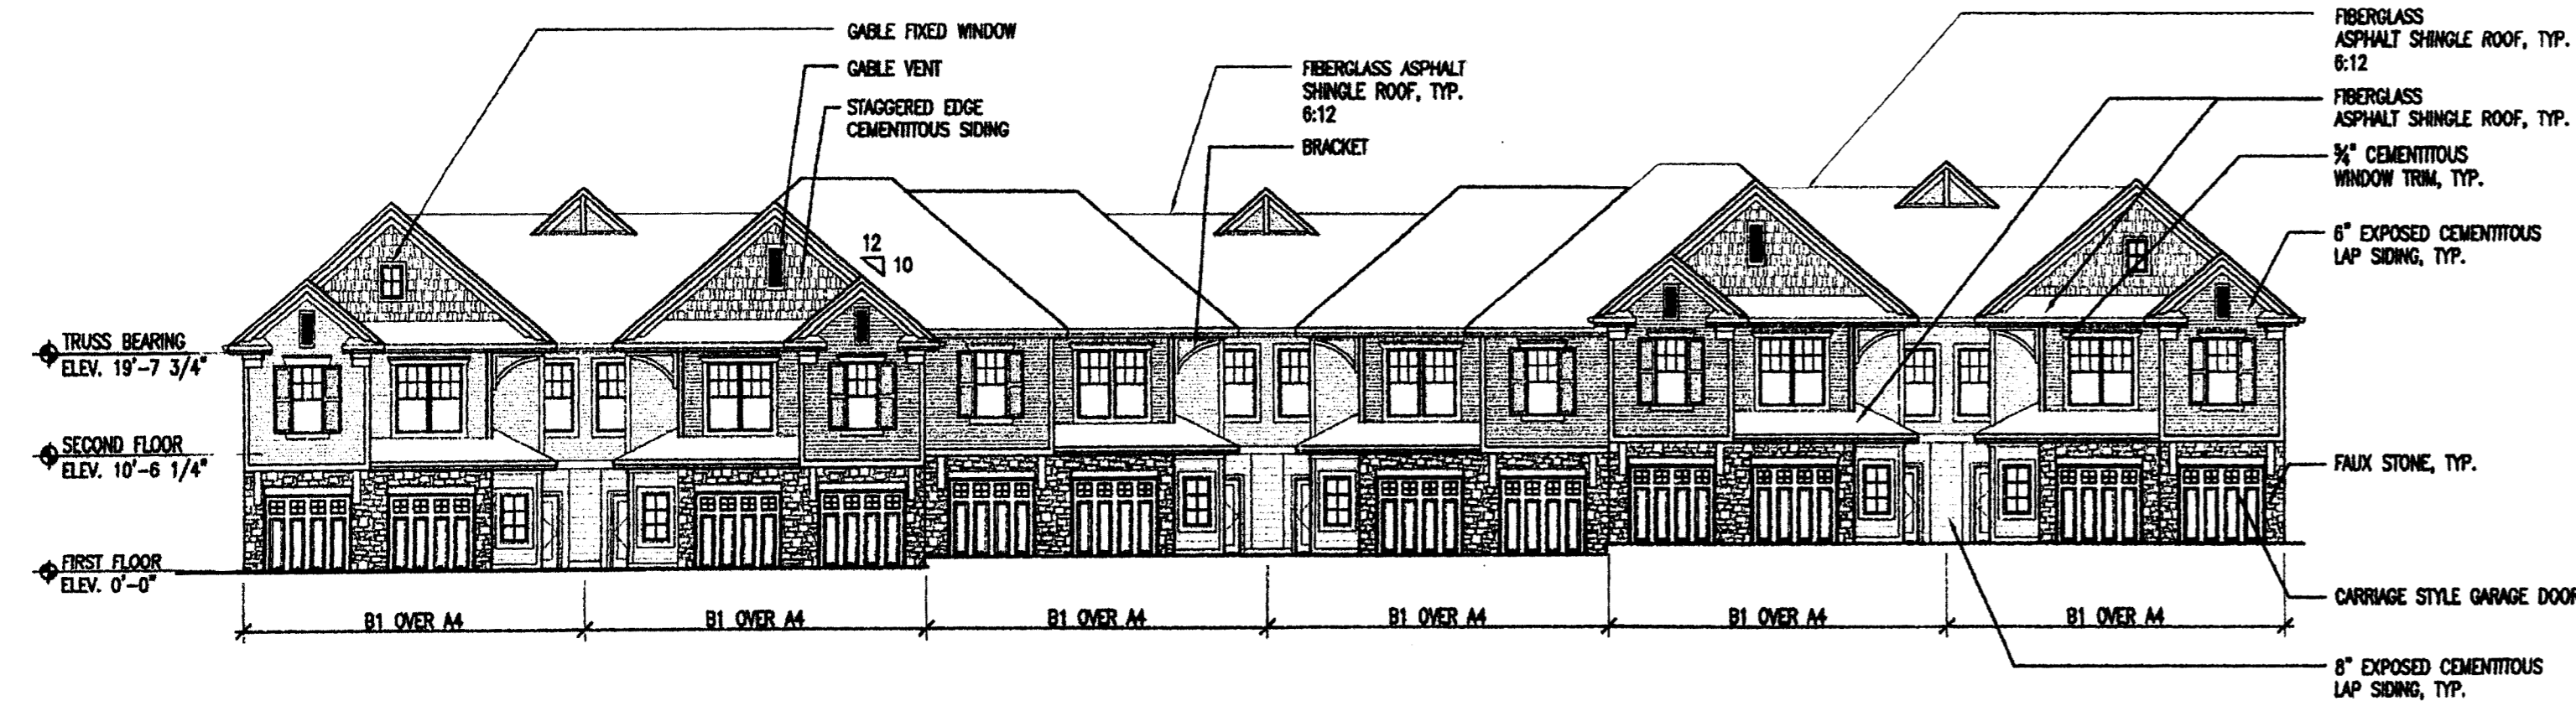 GABLE FIXED WINDOW
GABLE VENT
STAGGERED EDGE
CEMENTITOUS SIDING
FIBERGLASS ASPHALT
SHINGLE ROOF, TYP.
6:12
BRACKET
FIBERGLASS
ASPHALT SHINGLE ROOF, TYP.
6:12
FIBERGLASS
ASPHALT SHINGLE ROOF, TYP.
5/4" CEMENTITOUS
WINDOW TRIM, TYP.
6" EXPOSED CEMENTITOUS
LAP SIDING, TYP.
12
10
TRUSS BEARING
ELEV. 19'-7 3/4"
SECOND FLOOR
ELEV. 10'-6 1/4"
FIRST FLOOR
ELEV. 0'-0"
FAUX STONE, TYP.
CARRIAGE STYLE GARAGE DOOR
8" EXPOSED CEMENTITOUS
LAP SIDING, TYP.
B1 OVER A4
B1 OVER A4
B1 OVER A4
B1 OVER A4
B1 OVER A4
B1 OVER A4